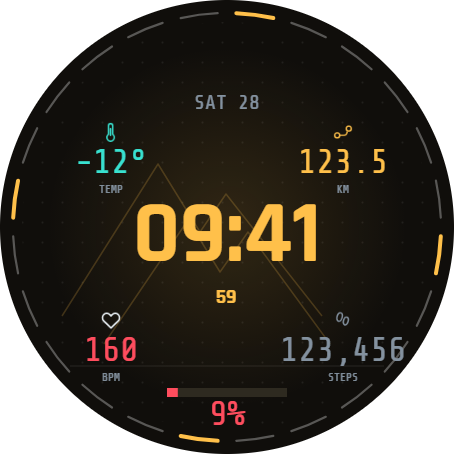 SAT 28
-12°
TEMP
123.5
KM
09:41
59
160
BPM
123,456
STEPS
9%